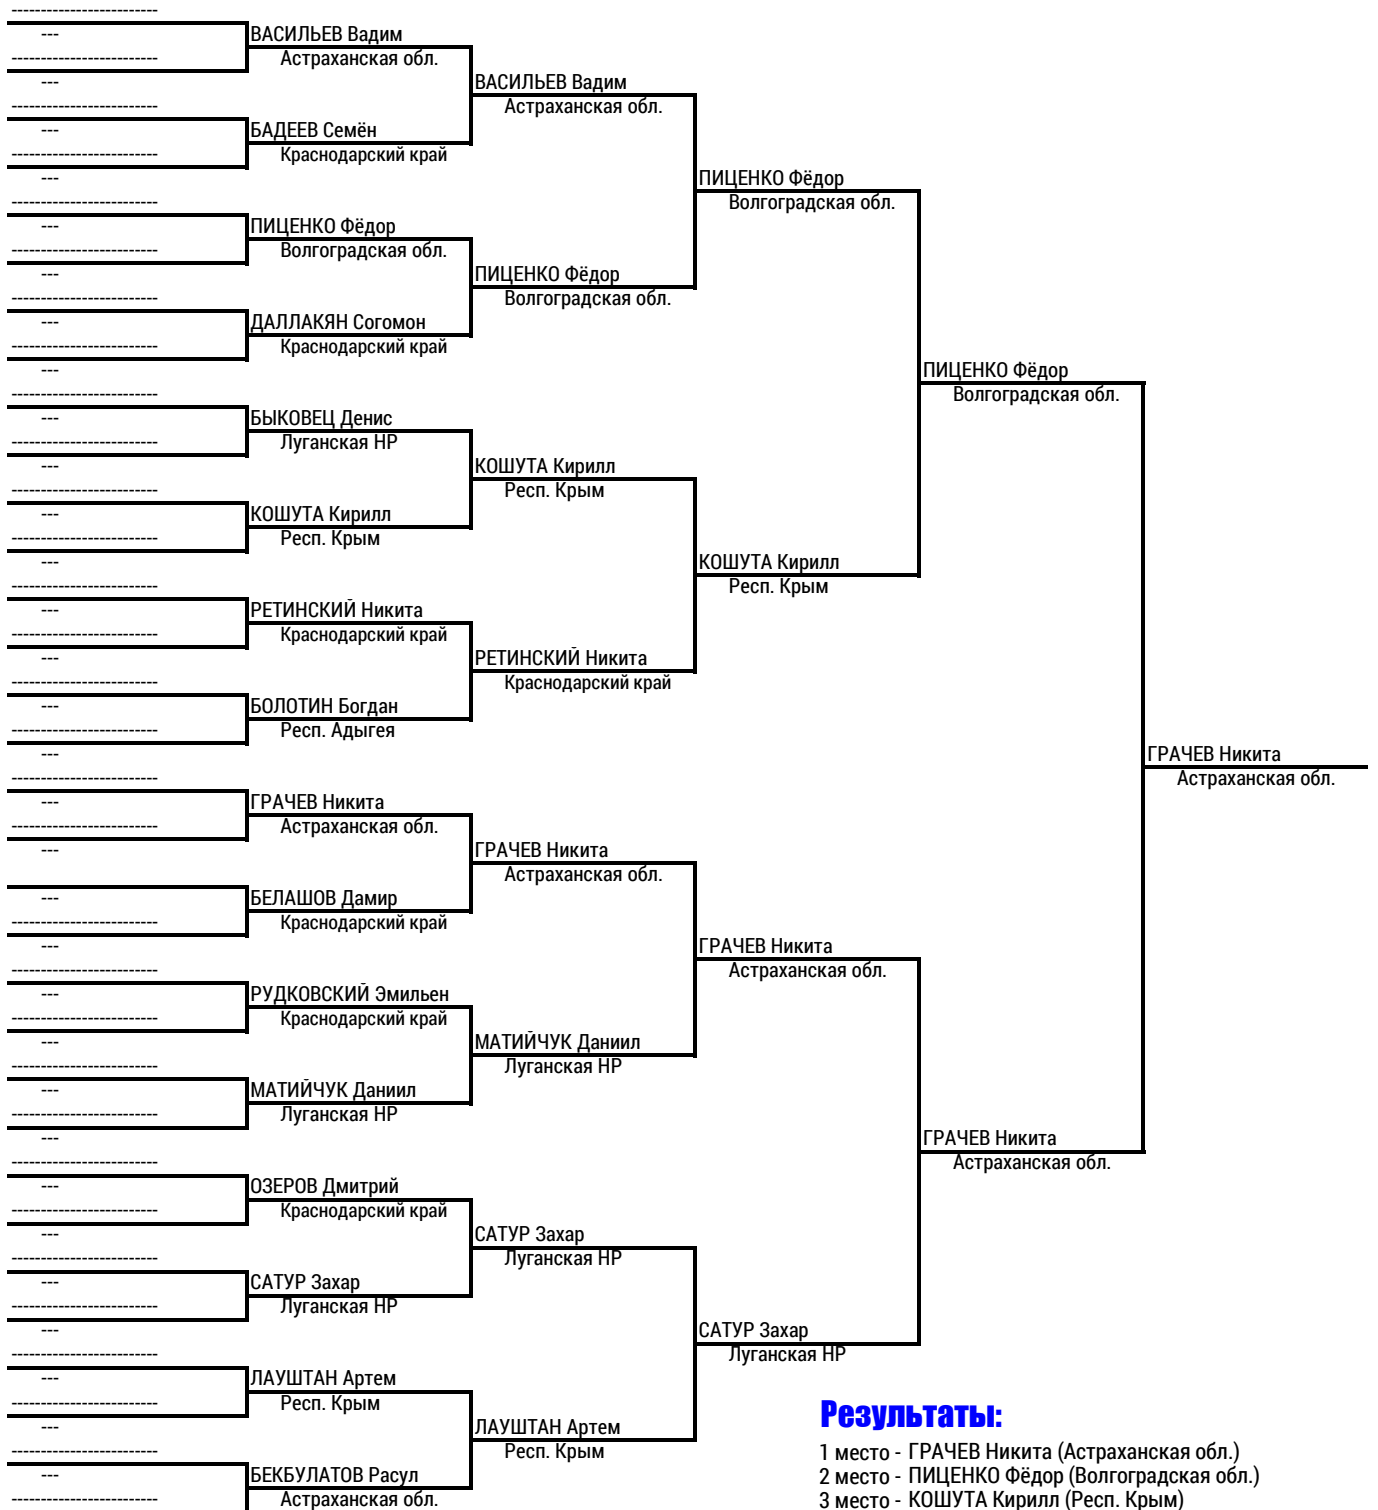 -------------------------
---
-------------------------
---
-------------------------
---
-------------------------
---
-------------------------
---
-------------------------
---
-------------------------
---
-------------------------
---
-------------------------
---
-------------------------
---
-------------------------
---
-------------------------
---
-------------------------
---
-------------------------
---
-------------------------
---
-------------------------
---
-------------------------
---
-------------------------
---
---
-------------------------
---
-------------------------
---
-------------------------
---
-------------------------
---
-------------------------
---
-------------------------
---
-------------------------
---
-------------------------
---
-------------------------
---
-------------------------
---
-------------------------
---
-------------------------
---
-------------------------
ВАСИЛЬЕВ Вадим
Астраханская обл.
БАДЕЕВ Семён
Краснодарский край
ПИЦЕНКО Фёдор
Волгоградская обл.
ДАЛЛАКЯН Согомон
Краснодарский край
БЫКОВЕЦ Денис
Луганская НР
КОШУТА Кирилл
Респ. Крым
РЕТИНСКИЙ Никита
Краснодарский край
БОЛОТИН Богдан
Респ. Адыгея
ГРАЧЕВ Никита
Астраханская обл.
БЕЛАШОВ Дамир
Краснодарский край
РУДКОВСКИЙ Эмильен
Краснодарский край
МАТИЙЧУК Даниил
Луганская НР
ОЗЕРОВ Дмитрий
Краснодарский край
САТУР Захар
Луганская НР
ЛАУШТАН Артем
Респ. Крым
БЕКБУЛАТОВ Расул
Астраханская обл.
ВАСИЛЬЕВ Вадим
Астраханская обл.
ПИЦЕНКО Фёдор
Волгоградская обл.
КОШУТА Кирилл
Респ. Крым
РЕТИНСКИЙ Никита
Краснодарский край
ГРАЧЕВ Никита
Астраханская обл.
МАТИЙЧУК Даниил
Луганская НР
САТУР Захар
Луганская НР
ЛАУШТАН Артем
Респ. Крым
ПИЦЕНКО Фёдор
Волгоградская обл.
КОШУТА Кирилл
Респ. Крым
ГРАЧЕВ Никита
Астраханская обл.
САТУР Захар
Луганская НР
ПИЦЕНКО Фёдор
Волгоградская обл.
ГРАЧЕВ Никита
Астраханская обл.
ГРАЧЕВ Никита
Астраханская обл.
Результаты:
1 место - ГРАЧЕВ Никита (Астраханская обл.)
2 место - ПИЦЕНКО Фёдор (Волгоградская обл.)
3 место - КОШУТА Кирилл (Респ. Крым)